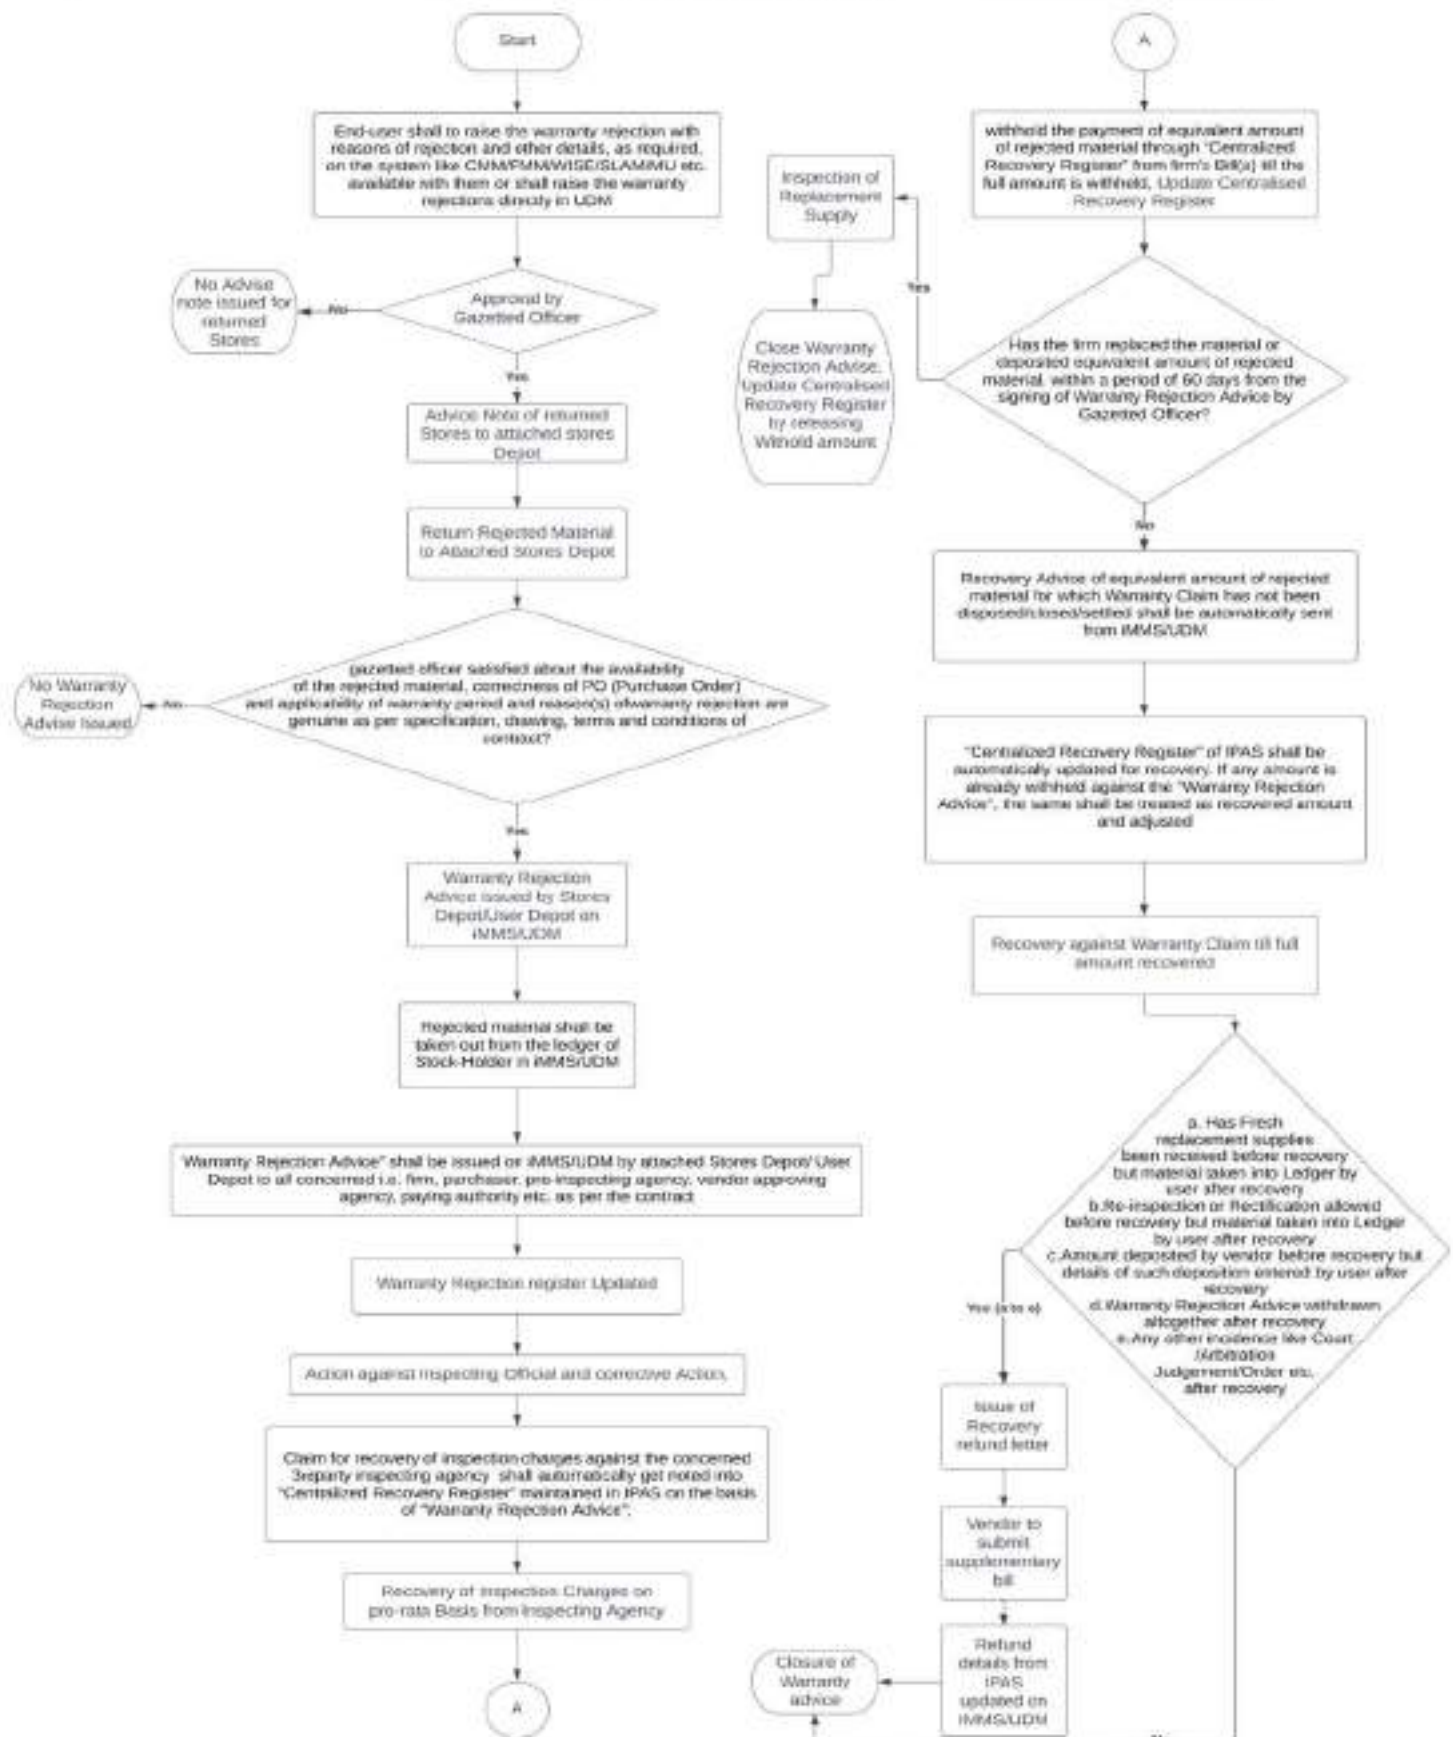 Start
End-user shall to raise the warranty rejection with
reasons of rejection and other details, as required,
on the system like CMM/FMM/WISE/SLAM/MU etc.
available with them or shall raise the warranty
rejections directly in UDM
Approval by
Gazetted Officer
No
No Advise
note issued for
returned
Stores
Yes
Advice Note of returned
Stores to attached stores
Depot
Return Rejected Material
to Attached Stores Depot
gazetted officer satisfied about the availability
of the rejected material, correctness of PO (Purchase Order)
and applicability of warranty period and reason(s) ofwarranty rejection are
genuine as per specification, drawing, terms and conditions of
contract?
No
No Warranty
Rejection
Advise Issued
Yes
Warranty Rejection
Advice issued by Stores
Depot/User Depot on
iMMS/UDM
Rejected material shall be
taken out from the ledger of
Stock-Holder in iMMS/UDM
Warranty Rejection Advice" shall be issued on iMMS/UDM by attached Stores Depot/ User
Depot to all concerned i.e. firm, purchaser, pre-inspecting agency, vendor approving
agency, paying authority etc. as per the contract
Warranty Rejection register Updated
Action against Inspecting Official and corrective Action.
Claim for recovery of inspection charges against the concerned
3reparty inspecting agency shall automatically get noted into
"Centralized Recovery Register" maintained in IPAS on the basis
of "Warranty Rejection Advice".
Recovery of Inspection Charges on
pro-rata Basis from Inspecting Agency
A
A
withhold the payment of equivalent amount
of rejected material through "Centralized
Recovery Register" from firm's Bill(s) till the
full amount is withheld, Update Centralised
Recovery Register
Has the firm replaced the material or
deposited equivalent amount of rejected
material, within a period of 60 days from the
signing of Warranty Rejection Advice by
Gazetted Officer?
Yes
Inspection of
Replacement
Supply
Close Warranty
Rejection Advise,
Update Centralised
Recovery Register
by releasing
Withold amount
No
Recovery Advice of equivalent amount of rejected
material for which Warranty Claim has not been
disposed/closed/settled shall be automatically sent
from iMMS/UDM
"Centralized Recovery Register" of IPAS shall be
automatically updated for recovery. If any amount is
already withheld against the "Warranty Rejection
Advice", the same shall be treated as recovered amount
and adjusted
Recovery against Warranty Claim till full
amount recovered
a. Has Fresh
replacement supplies
been received before recovery
but material taken into Ledger by
user after recovery
b.Re-inspection or Rectification allowed
before recovery but material taken into Ledger
by user after recovery
c.Amount deposited by vendor before recovery but
details of such deposition entered by user after
recovery
d.Warranty Rejection Advice withdrawn
altogether after recovery
e.Any other incidence like Court
/Arbitration
Judgement/Order etc.
after recovery
Yes (a to e)
Issue of
Recovery
refund letter
Vendor to
submit
supplementary
bill
Refund
details from
iPAS
updated on
iMMS/UDM
Closure of
Warranty
advice